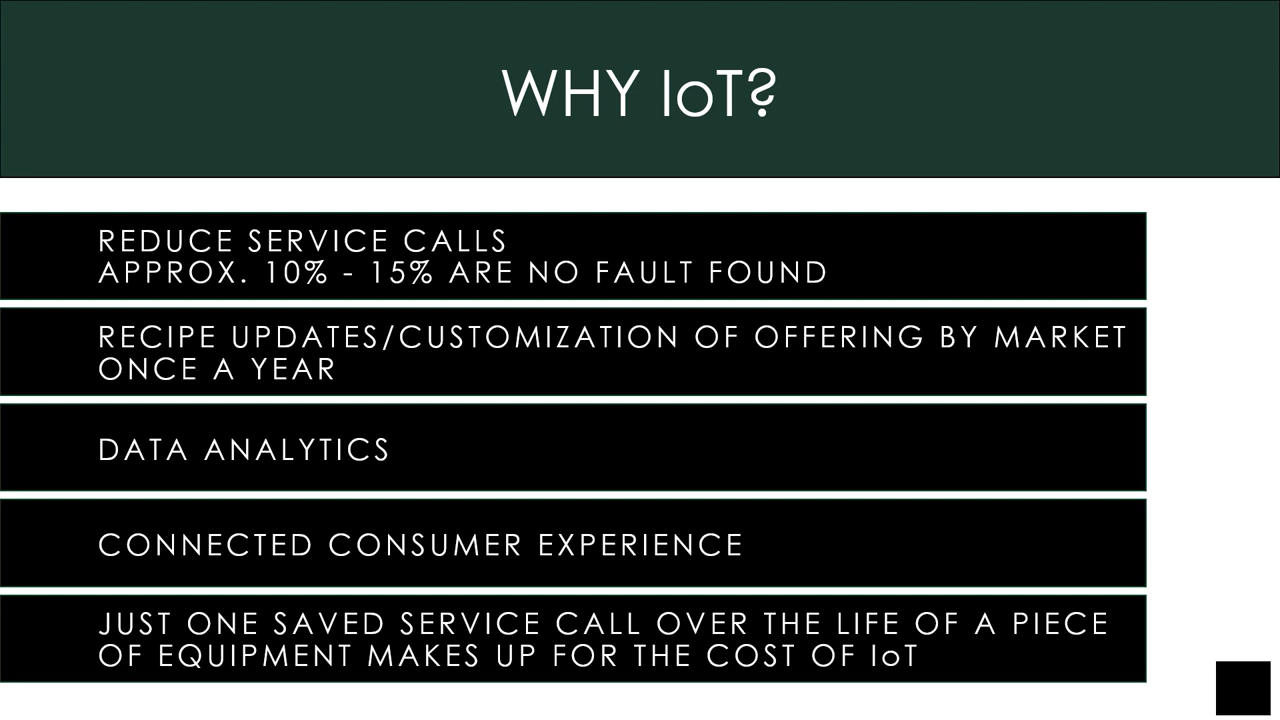 WHY IoT?
REDUCE SERVICE CALLS
APPROX. 10% - 15% ARE NO FAULT FOUND
RECIPE UPDATES/CUSTOMIZATION OF OFFERING BY MARKET
ONCE A YEAR
DATA ANALYTICS
CONNECTED CONSUMER EXPERIENCE
JUST ONE SAVED SERVICE CALL OVER THE LIFE OF A PIECE
OF EQUIPMENT MAKES UP FOR THE COST OF IoT